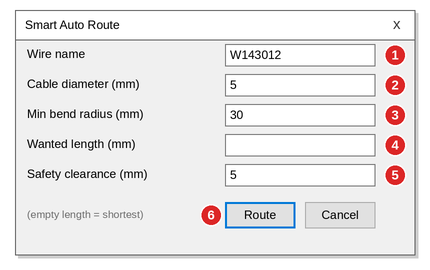 Smart Auto Route X
Wire name W143012 1
Cable diameter (mm) 5 2
Min bend radius (mm) 30 3
Wanted length (mm) 4
Safety clearance (mm) 5 5
(empty length = shortest) 6 Route Cancel